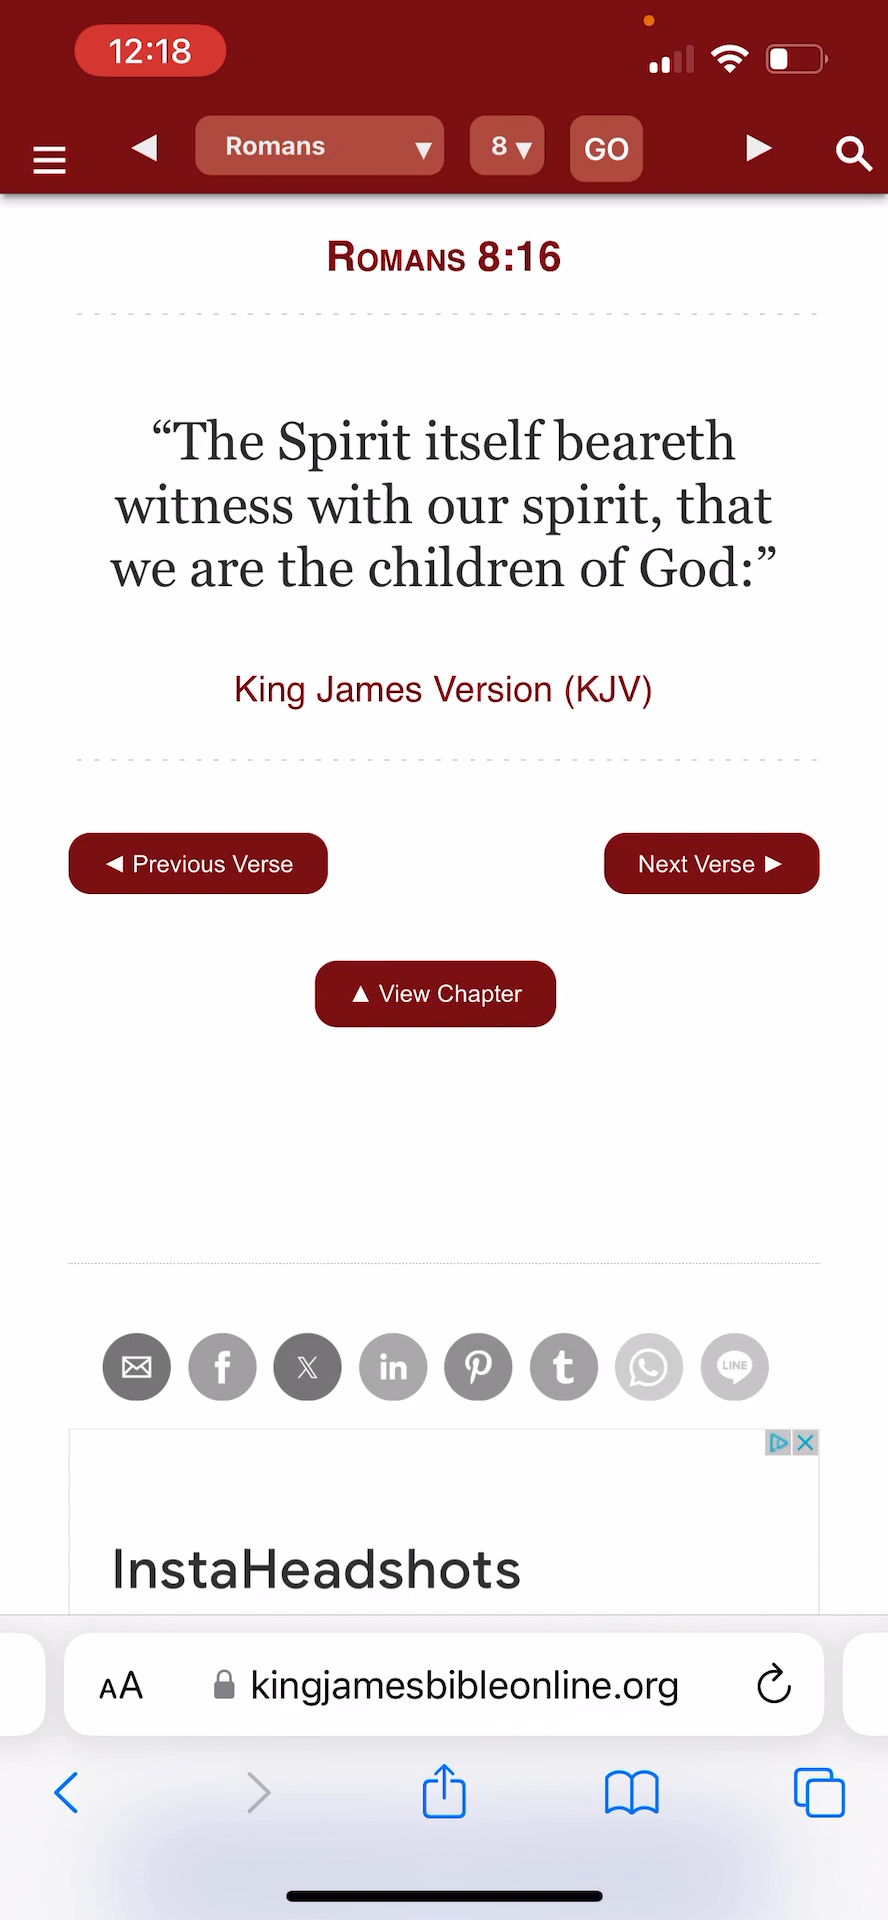 12:18
Romans ▼ 8 ▼ GO
Romans 8:16
“The Spirit itself beareth
witness with our spirit, that
we are the children of God:”
King James Version (KJV)
◀ Previous Verse Next Verse ▶
▲ View Chapter
LINE
InstaHeadshots
AA kingjamesbibleonline.org